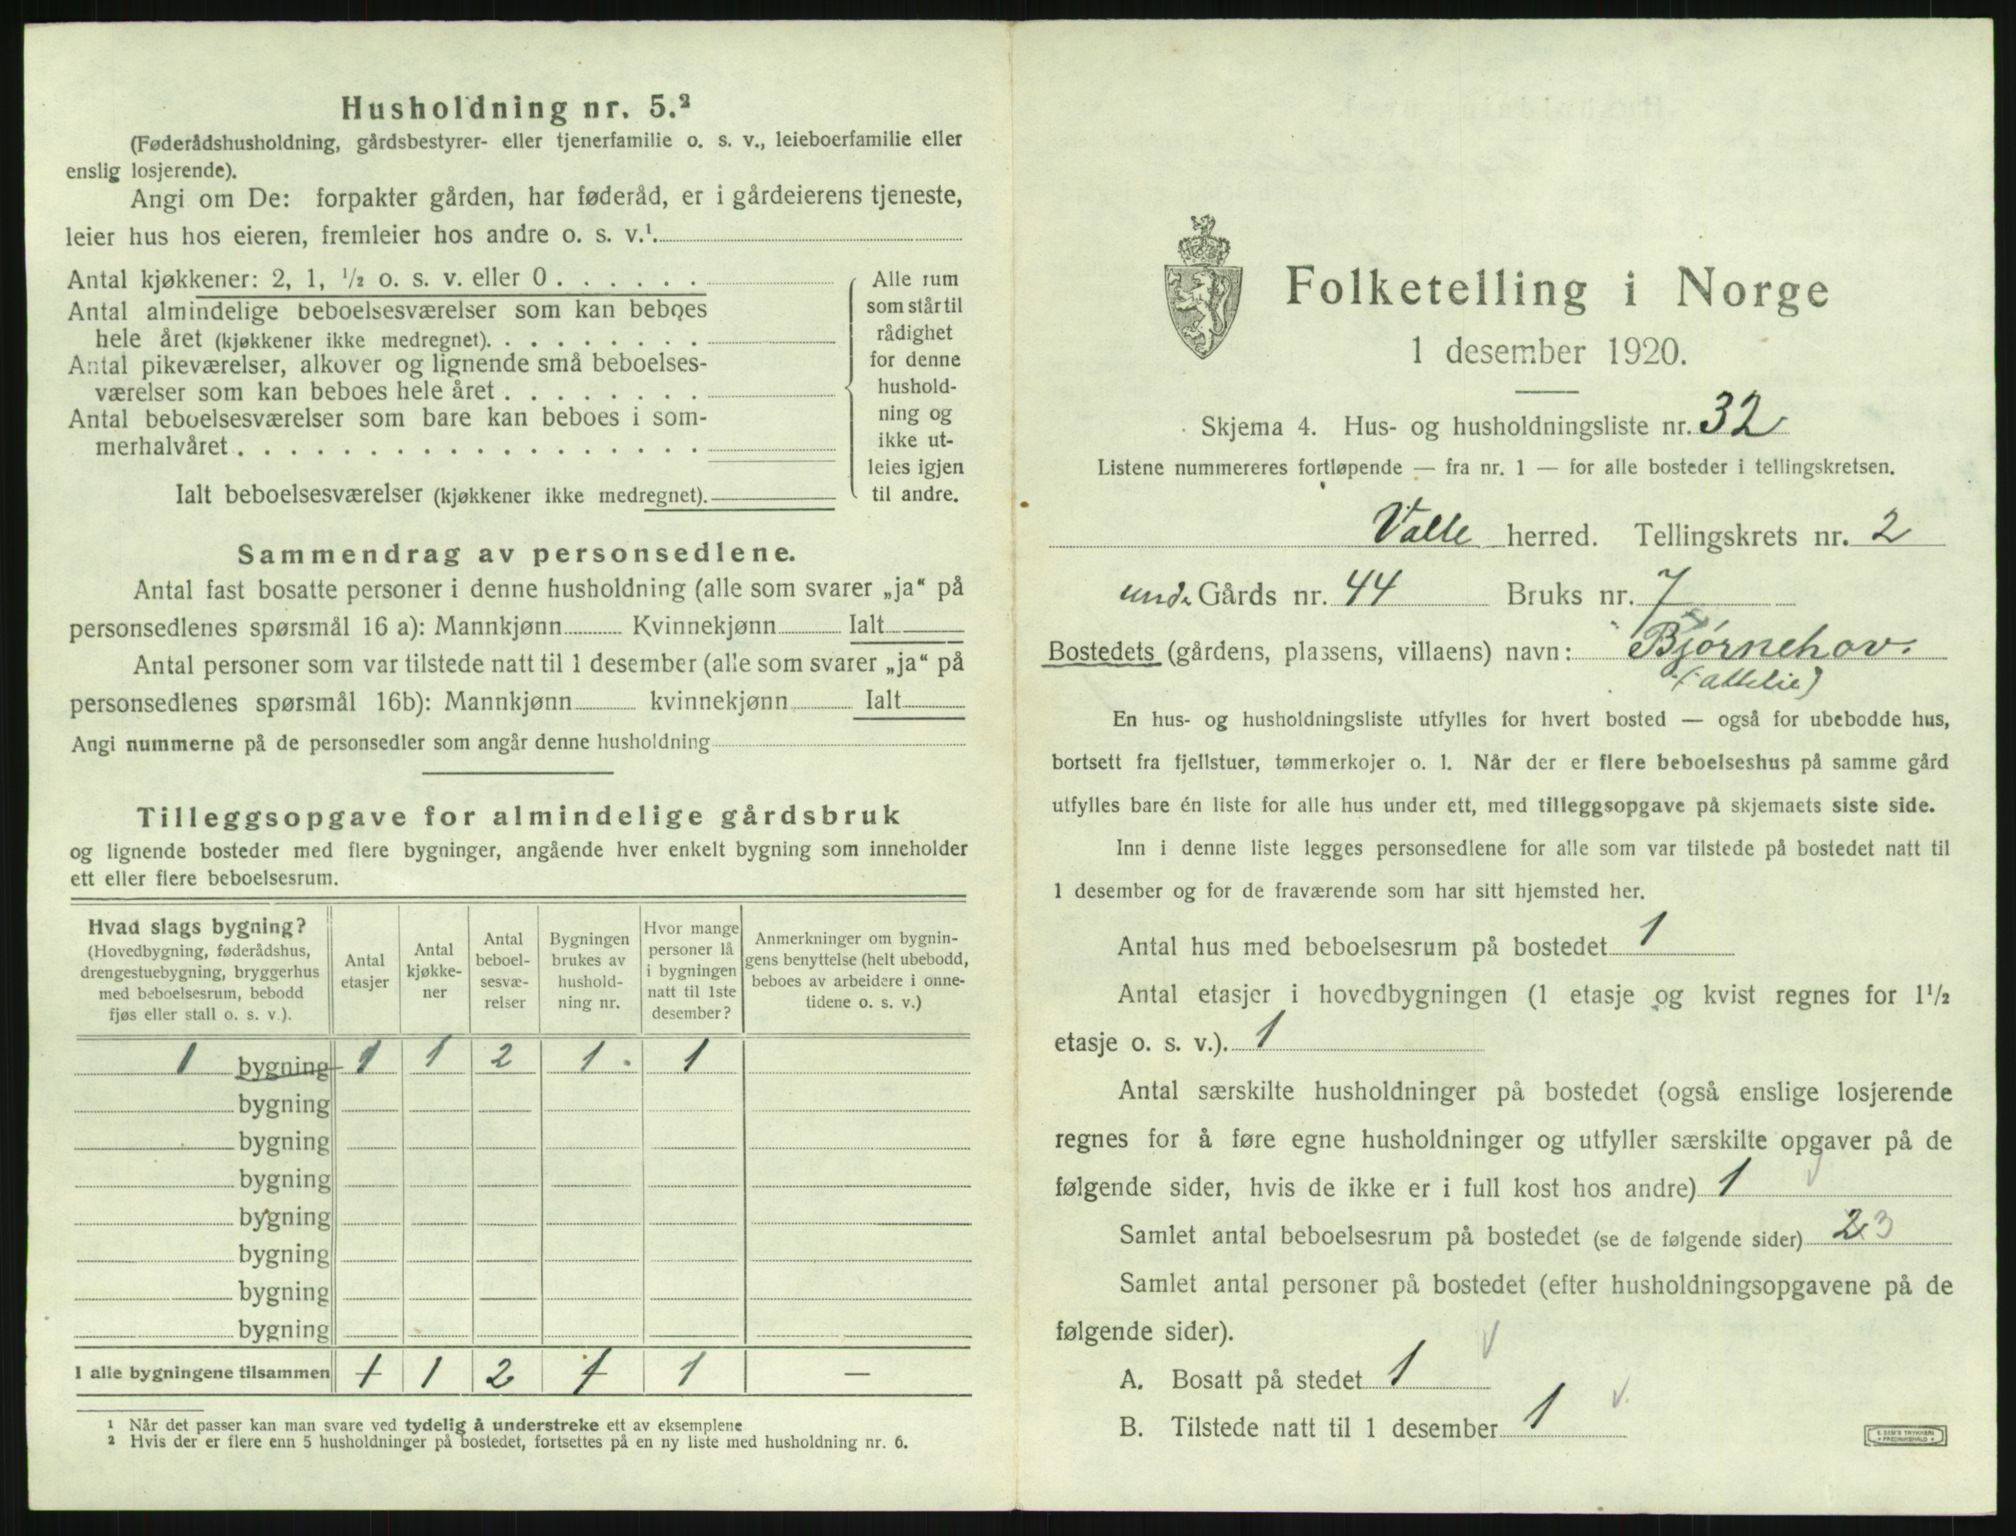 Husholdning nr. 5.²
(Føderådshusholdning, gårdsbestyrer- eller tjenerfamilie o. s. v., leieboerfamilie eller
enslig losjerende).
Angi om De: forpakter gården, har føderåd, er i gårdeierens tjeneste,
leier hus hos eieren, fremleier hos andre o. s. v.¹.
Antal kjøkkener: 2, 1, ½ o. s. v. eller 0 . . . . . .
Antal almindelige beboelsesværelser som kan beboes
hele året (kjøkkener ikke medregnet). . . . . . . . .
Antal pikeværelser, alkover og lignende små beboelses-
værelser som kan beboes hele året . . . . . . . .
Antal beboelsesværelser som bare kan beboes i som-
merhalvåret . . . . . . . . . . . . . . . . . .
Ialt beboelsesværelser (kjøkkener ikke medregnet).
Alle rum
som står til
rådighet
for denne
hushold-
ning og
ikke ut-
leies igjen
til andre.
Sammendrag av personsedlene.
Antal fast bosatte personer i denne husholdning (alle som svarer „ja“ på
personsedlenes spørsmål 16 a): Mannkjønn Kvinnekjønn Ialt
Antal personer som var tilstede natt til 1 desember (alle som svarer „ja“ på
personsedlenes spørsmål 16b): Mannkjønn kvinnekjønn Ialt
Angi nummerne på de personsedler som angår denne husholdning
Tilleggsopgave for almindelige gårdsbruk
og lignende bosteder med flere bygninger, angående hver enkelt bygning som inneholder
ett eller flere beboelsesrum.
Hvad slags bygning?
(Hovedbygning, føderådshus,
drengestuebygning, bryggerhus
med beboelsesrum, bebodd
fjøs eller stall o. s. v.).
Antal
etasjer
Antal
kjøkke-
ner
Antal
beboel-
sesvæ-
relser
Bygningen
brukes av
hushold-
ning nr.
Hvor mange
personer lå
i bygningen
natt til 1ste
desember?
Anmerkninger om bygnin-
gens benyttelse (helt ubebodd,
beboes av arbeidere i onne-
tidene o. s. v.)
1 bygning 1 1 2 1. 1
bygning
bygning
bygning
bygning
bygning
bygning
bygning
I alle bygningene tilsammen 1 1 2 1 1 —
¹ Når det passer kan man svare ved tydelig å understreke ett av eksemplene
² Hvis der er flere enn 5 husholdninger på bostedet, fortsettes på en ny liste med husholdning nr. 6.
Folketelling i Norge
1 desember 1920.
Skjema 4. Hus- og husholdningsliste nr. 32
Listene nummereres fortløpende — fra nr. 1 — for alle bosteder i tellingskretsen.
Valle herred. Tellingskrets nr. 2
und. Gårds nr. 44 Bruks nr. 7
Bostedets (gårdens, plassens, villaens) navn: Bjørnehov.
(attelie)
En hus- og husholdningsliste utfylles for hvert bosted — også for ubebodde hus,
bortsett fra fjellstuer, tømmerkojer o. l. Når der er flere beboelseshus på samme gård
utfylles bare én liste for alle hus under ett, med tilleggsopgave på skjemaets siste side.
Inn i denne liste legges personsedlene for alle som var tilstede på bostedet natt til
1 desember og for de fraværende som har sitt hjemsted her.
Antal hus med beboelsesrum på bostedet 1
Antal etasjer i hovedbygningen (1 etasje og kvist regnes for 1½
etasje o. s. v.). 1
Antal særskilte husholdninger på bostedet (også enslige losjerende
regnes for å føre egne husholdninger og utfyller særskilte opgaver på de
følgende sider, hvis de ikke er i full kost hos andre) 1
Samlet antal beboelsesrum på bostedet (se de følgende sider) 2 3
Samlet antal personer på bostedet (efter husholdningsopgavene på de
følgende sider).
A. Bosatt på stedet 1
B. Tilstede natt til 1 desember 1
E. SEM'S TRYKKERI
FREDRIKSHALD